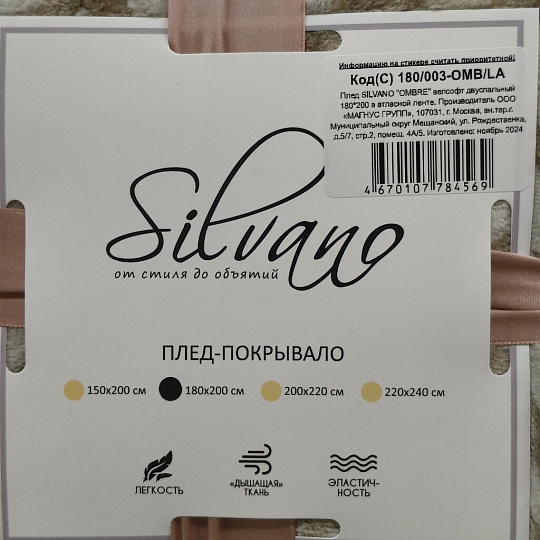 Информацию на стикере считать приоритетной!
Код(С) 180/003-OMB/LA
Плед SILVANO "OMBRE" велсофт двуспальный
180*200 в атласной ленте. Производитель ООО
«МАГНУС ГРУПП», 107031, г. Москва, вн.тер.г.
Муниципальный округ Мещанский, ул. Рождественка,
д.5/7, стр.2, помещ. 4А/5. Изготовлено: ноябрь 2024
4 670107 784569
Silvano
от стиля до объятий
ПЛЕД-ПОКРЫВАЛО
150х200 см 180х200 см 200х220 см 220х240 см
ЛЕГКОСТЬ
«ДЫШАЩАЯ»
ТКАНЬ
ЭЛАСТИЧ-
НОСТЬ